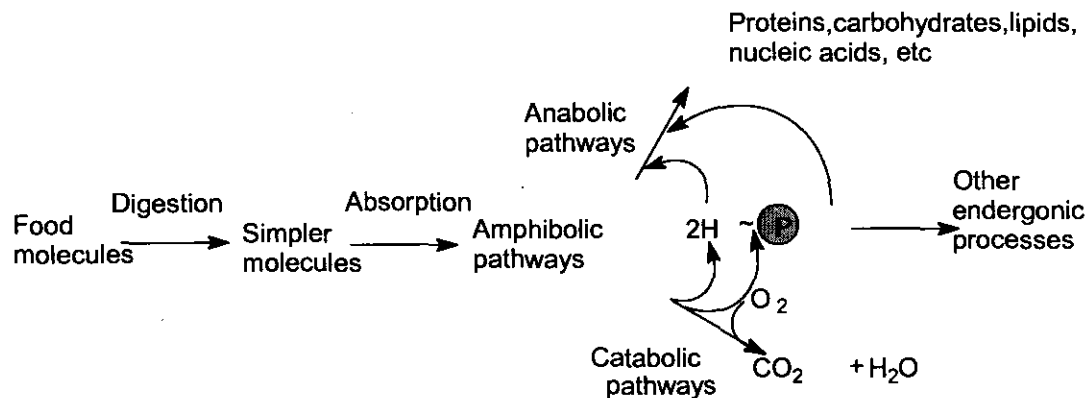 Proteins,carbohydrates,lipids,
nucleic acids, etc
Anabolic
pathways
Digestion
Absorption
Food
molecules
Simpler
molecules
Amphibolic
pathways
2H
~P
Other
endergonic
processes
O2
Catabolic
pathways
CO2
+H2O